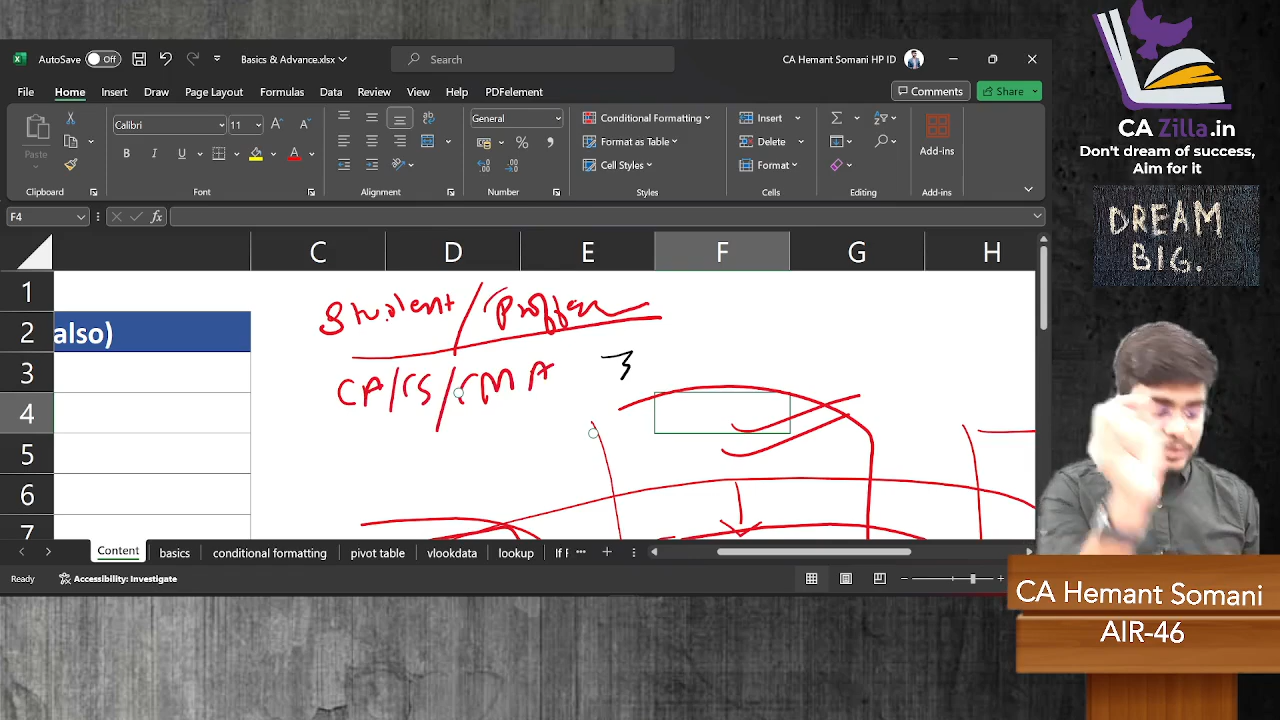 AutoSave Off Basics & Advance.xlsx Search CA Hemant Somani HP ID
File Home Insert Draw Page Layout Formulas Data Review View Help PDFelement Comments Share
Paste
Calibri 11
B I U
General
Conditional Formatting
Format as Table
Cell Styles
Insert
Delete
Format
Add-ins
Clipboard Font Alignment Number Styles Cells Editing Add-ins
F4 fx
C D E F G H
1
2 also)
3
4
5
6
7
Student /
CA/CS/CMA
3
Content basics conditional formatting pivot table vlookdata lookup If F
Ready Accessibility: Investigate
CA Zilla.in
Don't dream of success,
Aim for it
DREAM
BIG.
CA Hemant Somani
AIR-46